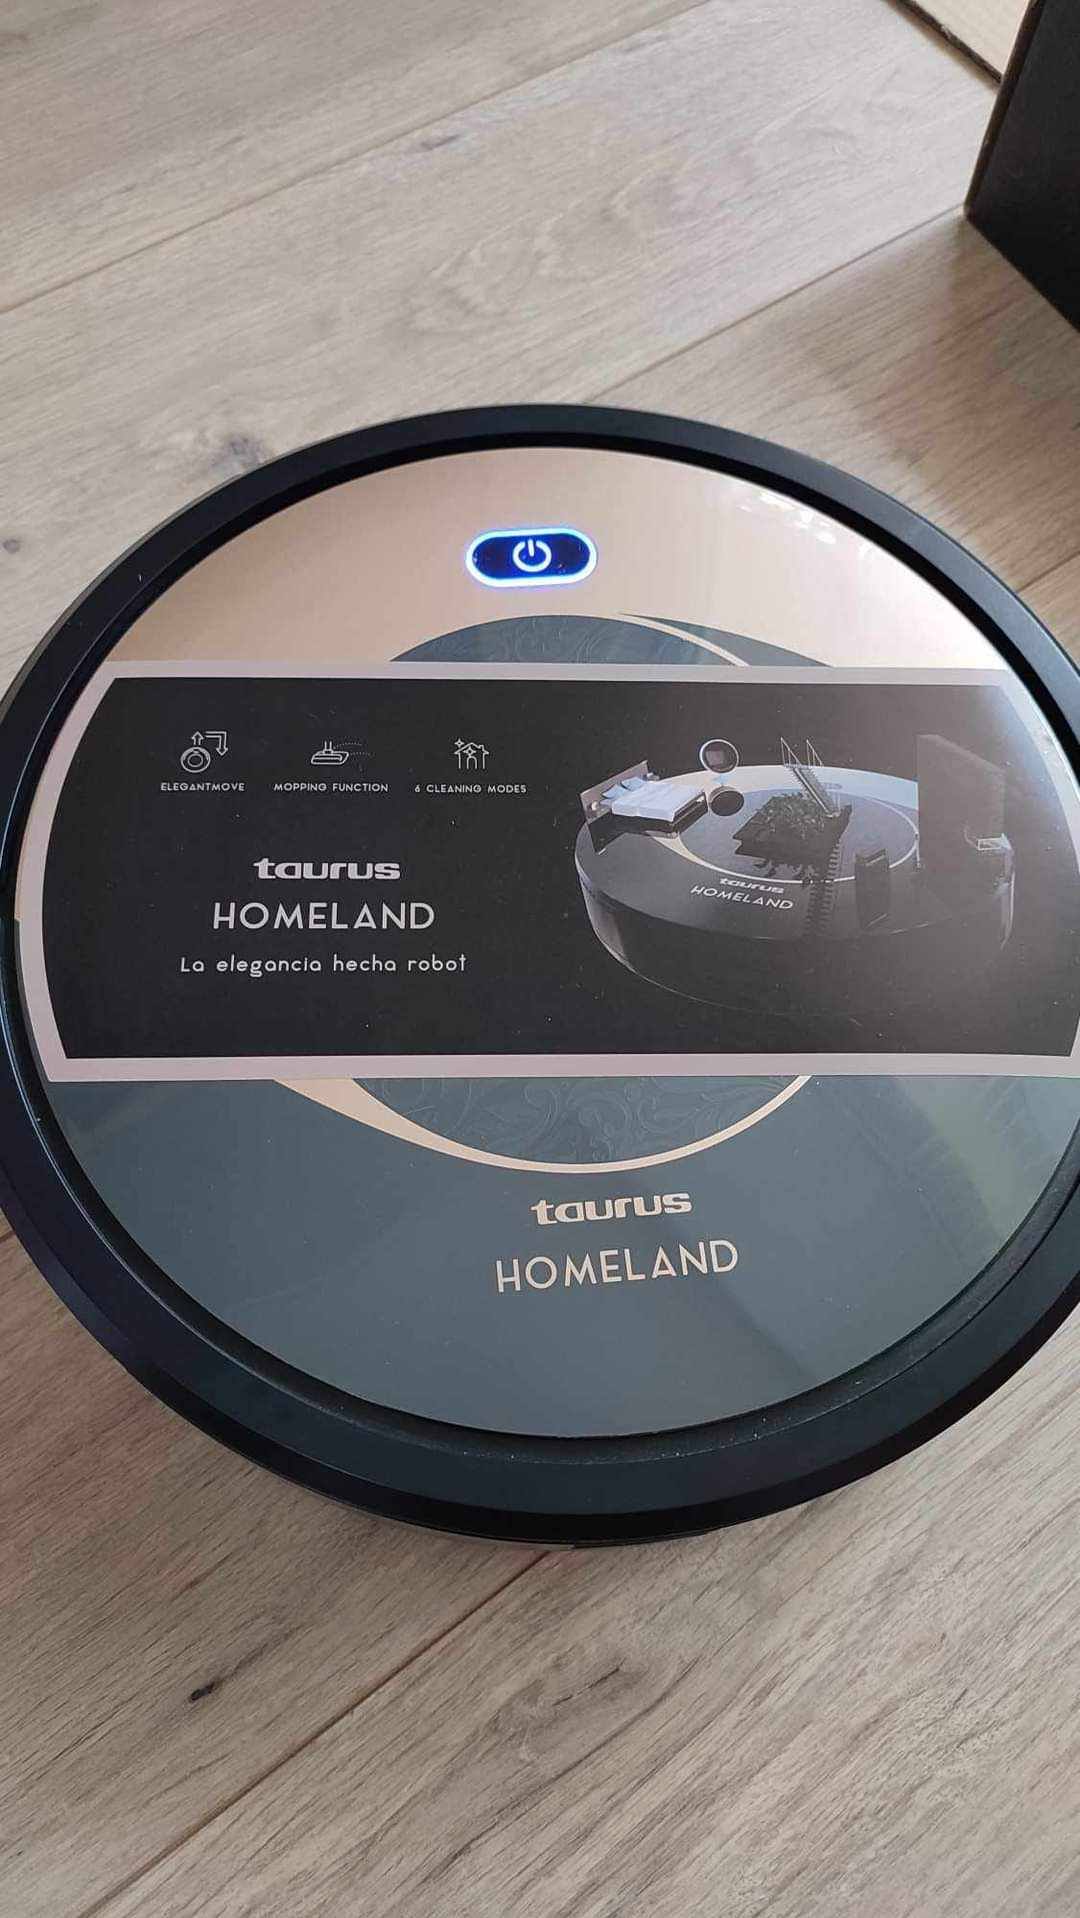 ELEGANTMOVE
MOPPING FUNCTION
6 CLEANING MODES
taurus
HOMELAND
La elegancia hecha robot
taurus
HOMELAND
taurus
HOMELAND